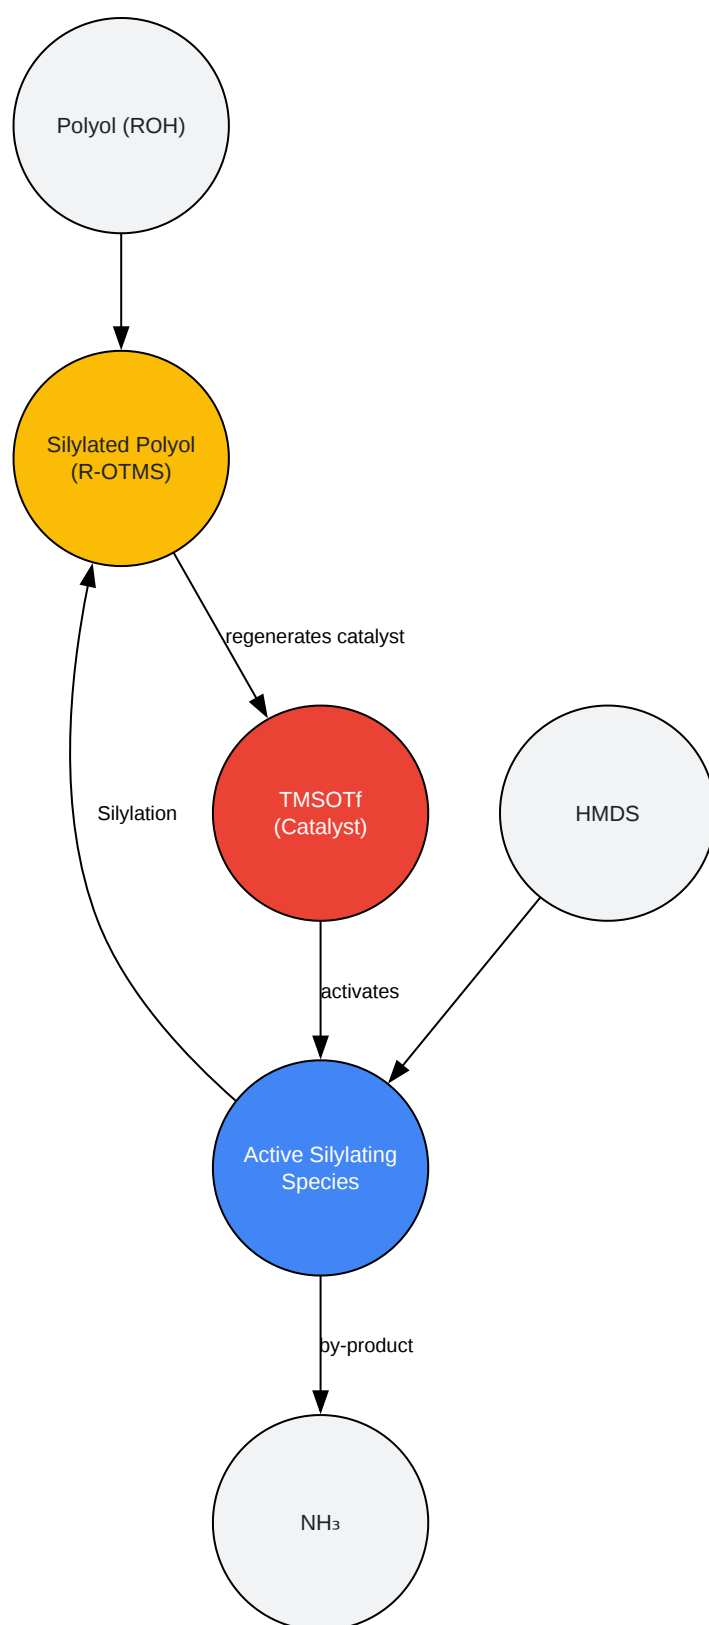 Polyol (ROH)
Silylated Polyol
(R-OTMS)
regenerates catalyst
TMSOTf
(Catalyst)
HMDS
Silylation
activates
Active Silylating
Species
by-product
NH₃